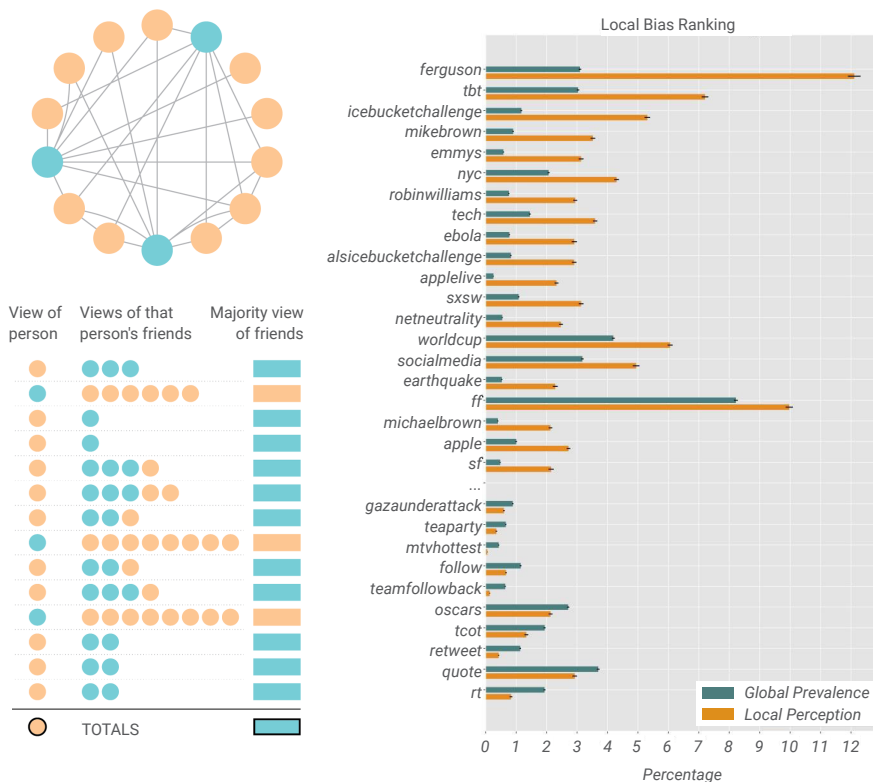 View of
person
Views of that
person's friends
Majority view
of friends
TOTALS
Local Bias Ranking
ferguson
tbt
icebucketchallenge
mikebrown
emmys
nyc
robinwilliams
tech
ebola
alsicebucketchallenge
applelive
sxsw
netneutrality
worldcup
socialmedia
earthquake
ff
michaelbrown
apple
sf
...
gazaunderattack
teaparty
mtvhottest
follow
teamfollowback
oscars
tcot
retweet
quote
rt
Global Prevalence
Local Perception
0 1 2 3 4 5 6 7 8 9 10 11 12
Percentage